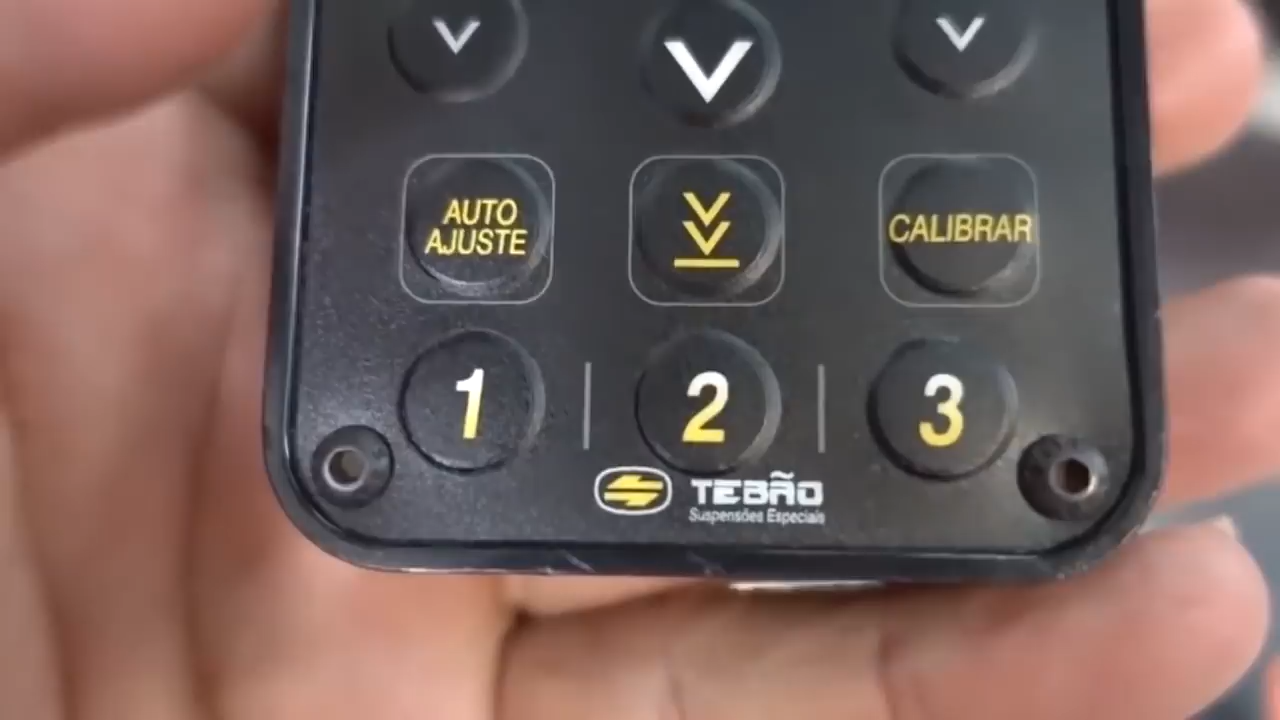 AUTO
AJUSTE
CALIBRAR
1 2 3
TEBÃO
Suspensões Especiais